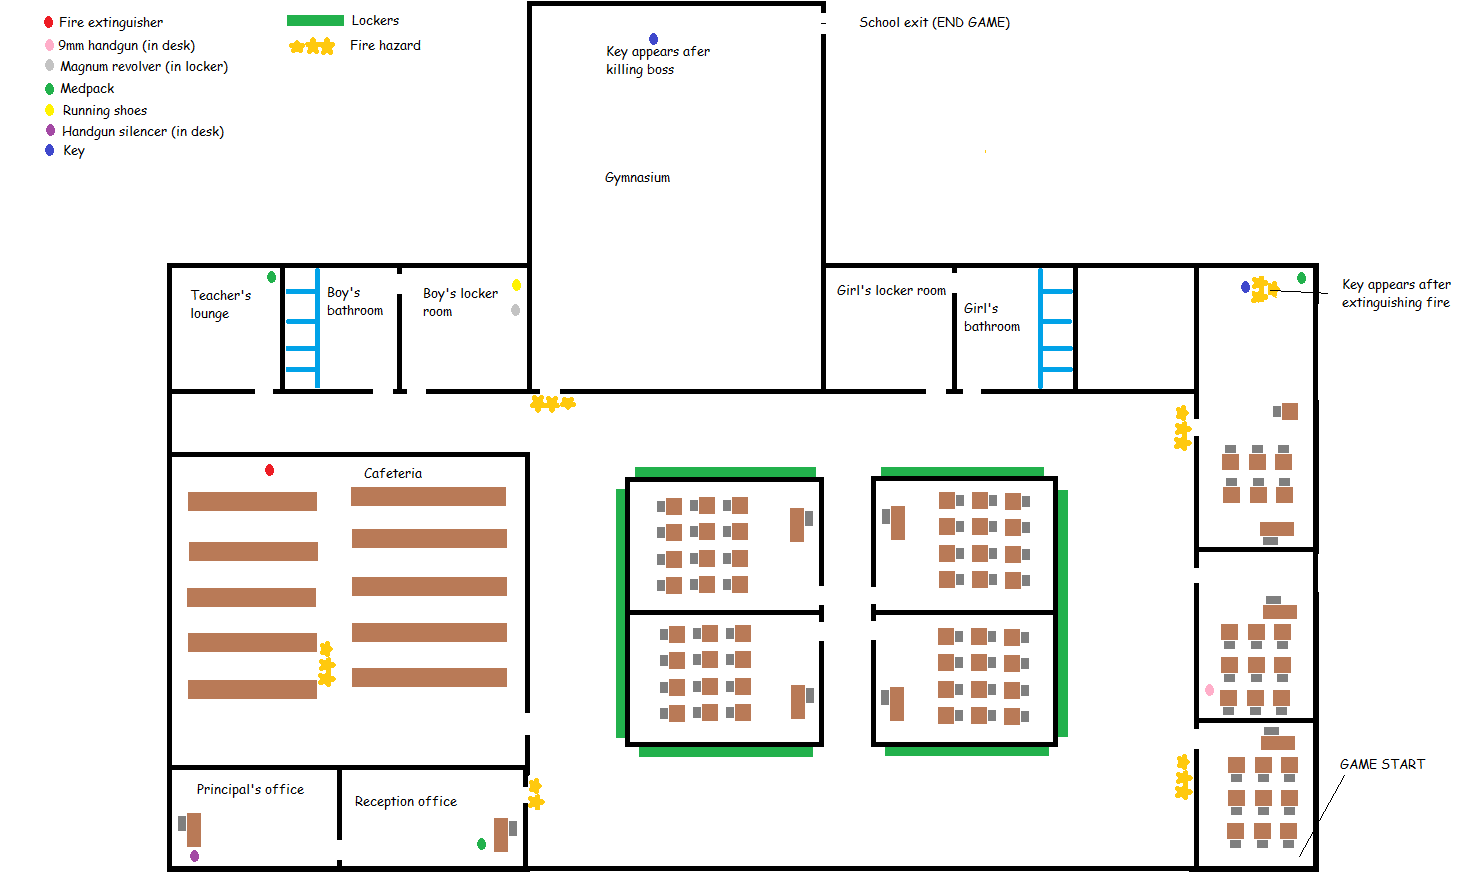 Fire extinguisher
9mm handgun (in desk)
Magnum revolver (in locker)
Medpack
Running shoes
Handgun silencer (in desk)
Key
Lockers
Fire hazard
School exit (END GAME)
Key appears afer
killing boss
Gymnasium
Teacher's
lounge
Boy's
bathroom
Boy's locker
room
Girl's locker room
Girl's
bathroom
Key appears after
extinguishing fire
Cafeteria
Principal's office
Reception office
GAME START